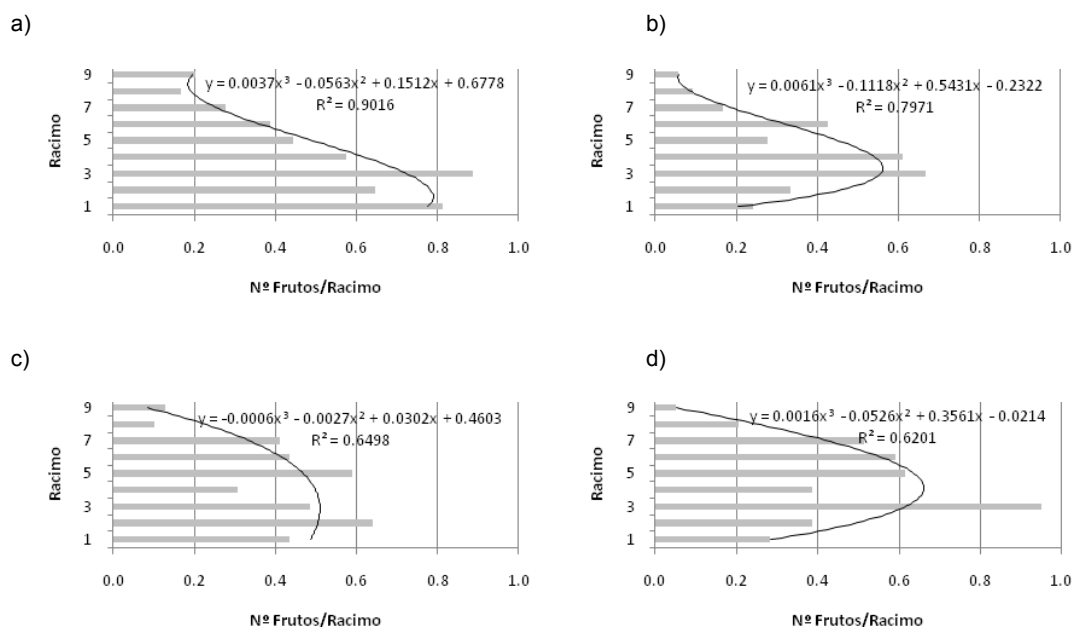 a)
y = 0.0037x³ – 0.0563x² + 0.1512x + 0.6778
R² = 0.9016
Racimo
9
7
5
3
1
0.0 0.2 0.4 0.6 0.8 1.0
Nº Frutos/Racimo
b)
y = 0.0061x³ – 0.1118x² + 0.5431x – 0.2322
R² = 0.7971
Racimo
9
7
5
3
1
0.0 0.2 0.4 0.6 0.8 1.0
Nº Frutos/Racimo
c)
y = –0.0006x³ – 0.0027x² + 0.0302x + 0.4603
R² = 0.6498
Racimo
9
7
5
3
1
0.0 0.2 0.4 0.6 0.8 1.0
Nº Frutos/Racimo
d)
y = 0.0016x³ – 0.0526x² + 0.3561x – 0.0214
R² = 0.6201
Racimo
9
7
5
3
1
0.0 0.2 0.4 0.6 0.8 1.0
Nº Frutos/Racimo